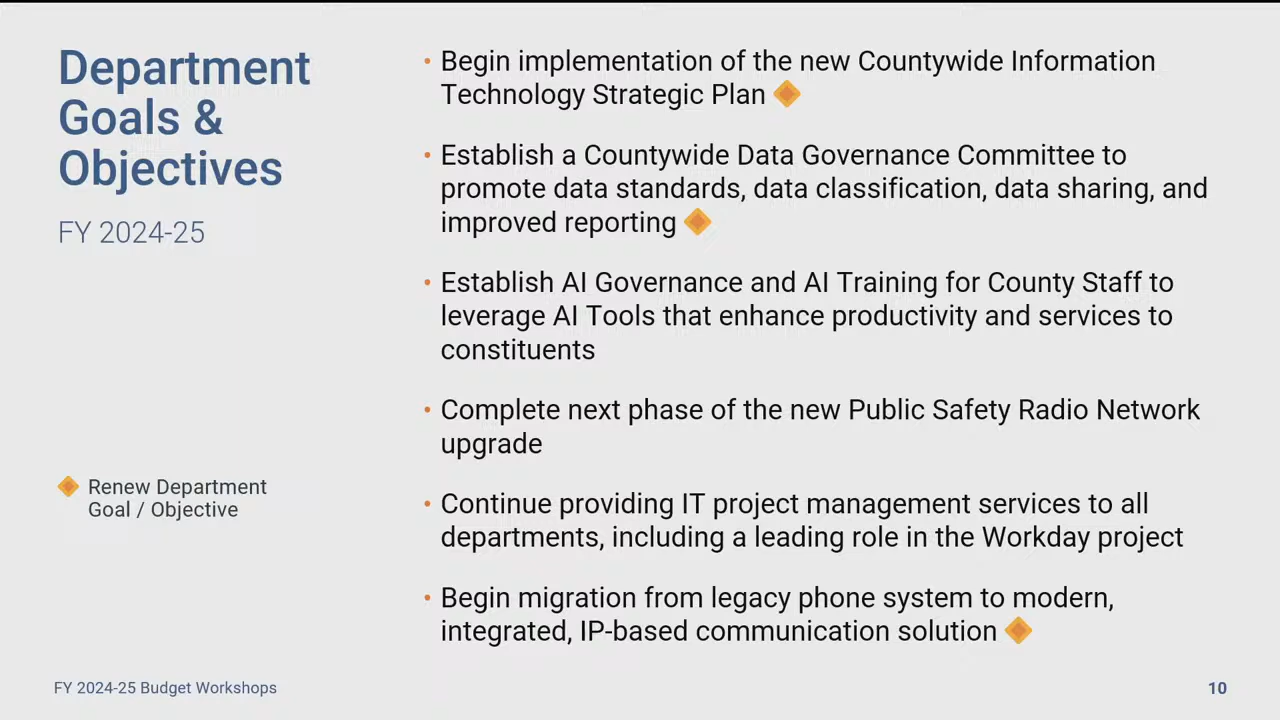 Department
Goals &
Objectives
FY 2024-25
Renew Department
Goal / Objective
• Begin implementation of the new Countywide Information
Technology Strategic Plan
• Establish a Countywide Data Governance Committee to
promote data standards, data classification, data sharing, and
improved reporting
• Establish AI Governance and AI Training for County Staff to
leverage AI Tools that enhance productivity and services to
constituents
• Complete next phase of the new Public Safety Radio Network
upgrade
• Continue providing IT project management services to all
departments, including a leading role in the Workday project
• Begin migration from legacy phone system to modern,
integrated, IP-based communication solution
FY 2024-25 Budget Workshops
10